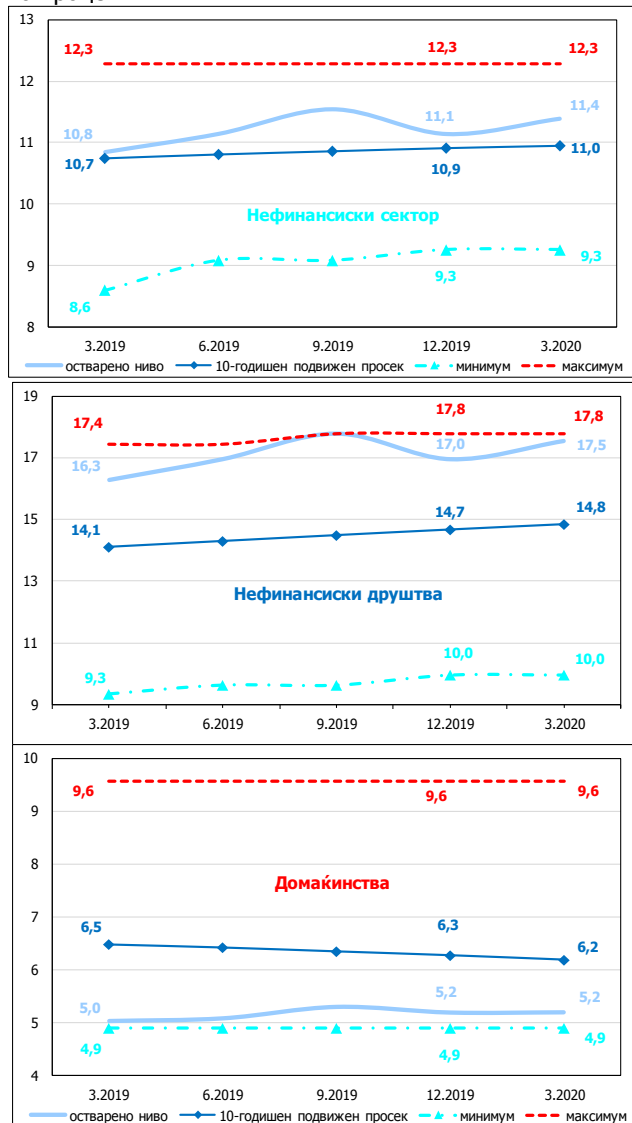 13
12,3 12,3 12,3
12
11,1 11,4
10,8
11
10,7 10,9 11,0
10
Нефинансиски сектор
9
8,6 9,3 9,3
8
3.2019 6.2019 9.2019 12.2019 3.2020
остварено ниво 10-годишен подвижен просек минимум максимум
19
17,4 17,8 17,8
17
16,3 17,0 17,5
15
14,1 14,7 14,8
13
Нефинансиски друштва
11
9,3 10,0 10,0
9
3.2019 6.2019 9.2019 12.2019 3.2020
10
9,6 9,6 9,6
9
8
Домаќинства
7
6,5 6,3 6,2
6
5,0 5,2 5,2
5
4,9 4,9 4,9
4
3.2019 6.2019 9.2019 12.2019 3.2020
остварено ниво 10-годишен подвижен просек минимум максимум